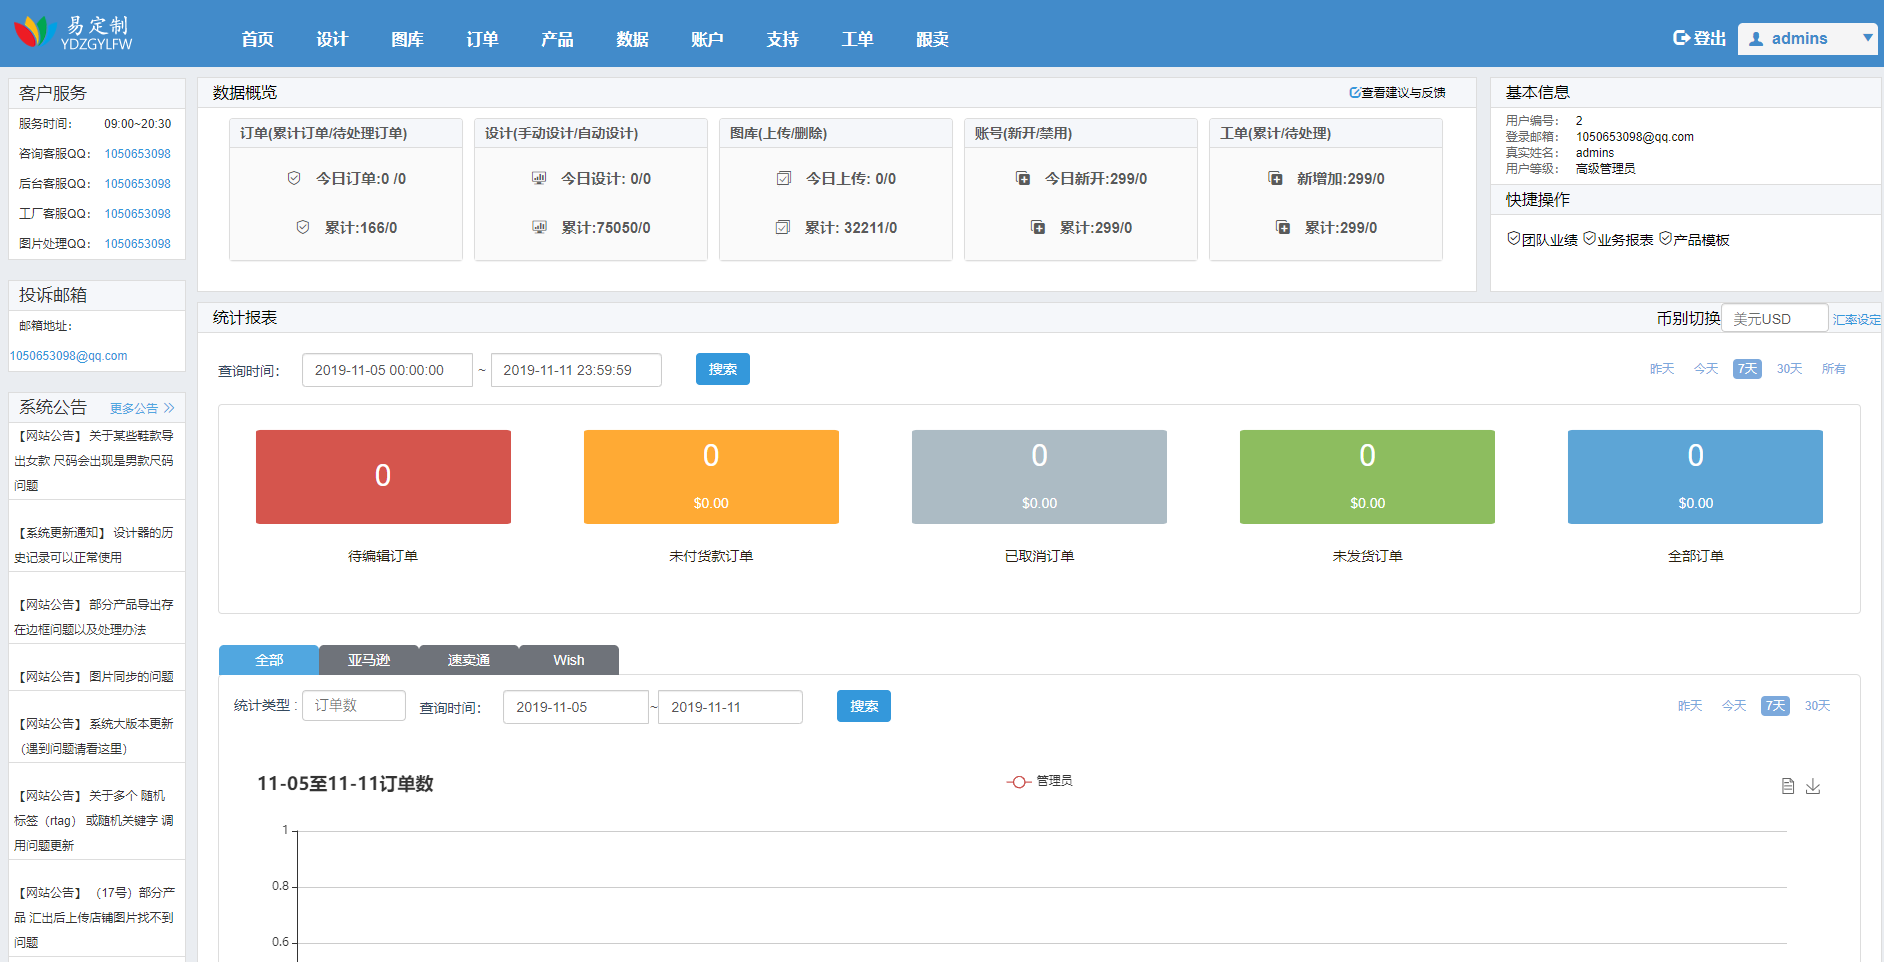 易定制
YDZGYLFW
首页 设计 图库 订单 产品 数据 账户 支持 工单 跟卖
登出 admins
客户服务
服务时间： 09:00~20:30
咨询客服QQ： 1050653098
后台客服QQ： 1050653098
工厂客服QQ： 1050653098
图片处理QQ： 1050653098
投诉邮箱
邮箱地址：
1050653098@qq.com
系统公告 更多公告
【网站公告】 关于某些鞋款导
出女款 尺码会出现是男款尺码
问题
【系统更新通知】 设计器的历
史记录可以正常使用
【网站公告】 部分产品导出存
在边框问题以及处理办法
【网站公告】 图片同步的问题
【网站公告】 系统大版本更新
（遇到问题请看这里）
【网站公告】 关于多个 随机
标签（rtag） 或随机关键字 调
用问题更新
【网站公告】 （17号）部分产
品 汇出后上传店铺图片找不到
问题
数据概览 查看建议与反馈
订单(累计订单/待处理订单)
今日订单:0 /0
累计:166/0
设计(手动设计/自动设计)
今日设计: 0/0
累计:75050/0
图库(上传/删除)
今日上传: 0/0
累计: 32211/0
账号(新开/禁用)
今日新开:299/0
累计:299/0
工单(累计/待处理)
新增加:299/0
累计:299/0
基本信息
用户编号： 2
登录邮箱： 1050653098@qq.com
真实姓名： admins
用户等级： 高级管理员
快捷操作
团队业绩 业务报表 产品模板
统计报表 币别切换 美元USD 汇率设定
查询时间： 2019-11-05 00:00:00 ~ 2019-11-11 23:59:59 搜索 昨天 今天 7天 30天 所有
0
待编辑订单
0
$0.00
未付货款订单
0
$0.00
已取消订单
0
$0.00
未发货订单
0
$0.00
全部订单
全部 亚马逊 速卖通 Wish
统计类型 : 订单数 查询时间： 2019-11-05 ~ 2019-11-11 搜索 昨天 今天 7天 30天
11-05至11-11订单数 管理员
1
0.8
0.6